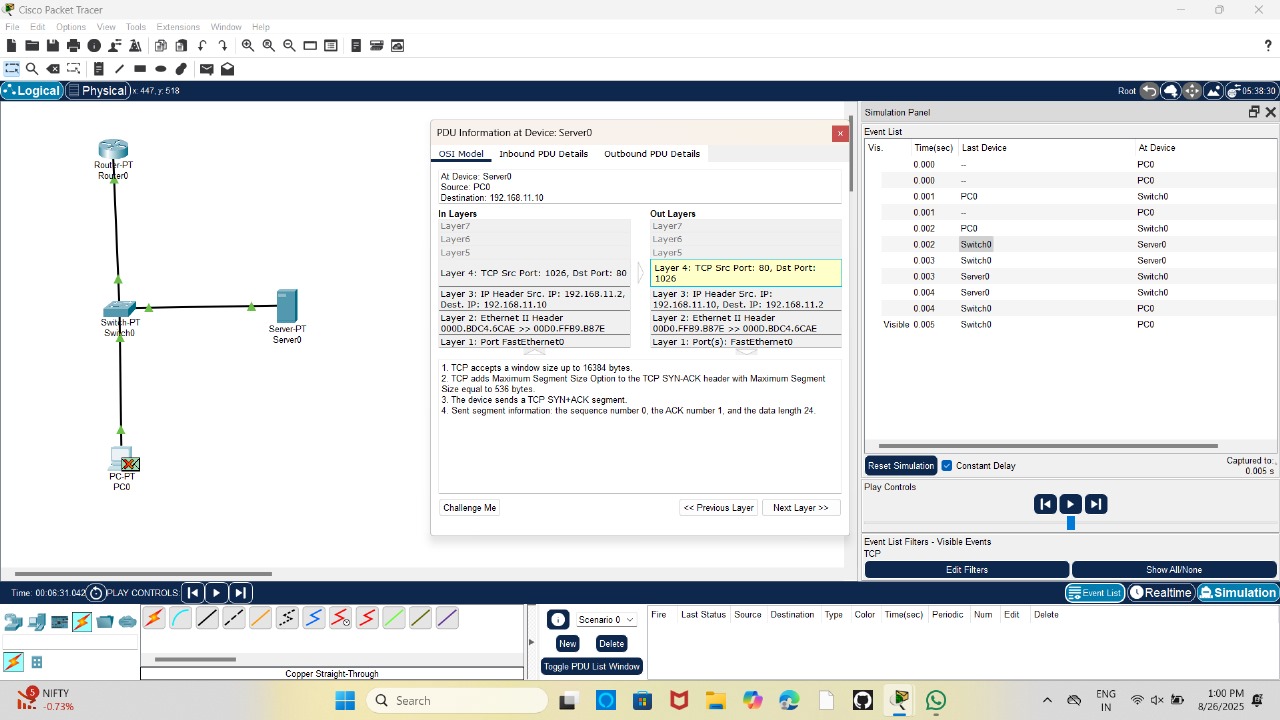 Cisco Packet Tracer
File Edit Options View Tools Extensions Window Help
?
Logical Physical x: 447, y: 518
Root 05:38:30
Router-PT
Router0
Switch-PT
Switch0
Server-PT
Server0
PC-PT
PC0
PDU Information at Device: Server0
OSI Model Inbound PDU Details Outbound PDU Details
At Device: Server0
Source: PC0
Destination: 192.168.11.10
In Layers Out Layers
Layer7 Layer7
Layer6 Layer6
Layer5 Layer5
Layer 4: TCP Src Port: 1026, Dst Port: 80
Layer 4: TCP Src Port: 80, Dst Port:
1026
Layer 3: IP Header Src. IP: 192.168.11.2,
Dest. IP: 192.168.11.10
Layer 3: IP Header Src. IP:
192.168.11.10, Dest. IP: 192.168.11.2
Layer 2: Ethernet II Header
000D.BDC4.6CAE >> 00D0.FFB9.B87E
Layer 2: Ethernet II Header
00D0.FFB9.B87E >> 000D.BDC4.6CAE
Layer 1: Port FastEthernet0
Layer 1: Port(s): FastEthernet0
1. TCP accepts a window size up to 16384 bytes.
2. TCP adds Maximum Segment Size Option to the TCP SYN-ACK header with Maximum Segment
Size equal to 536 bytes.
3. The device sends a TCP SYN+ACK segment.
4. Sent segment information: the sequence number 0, the ACK number 1, and the data length 24.
Challenge Me << Previous Layer Next Layer >>
Simulation Panel
Event List
Vis. Time(sec) Last Device At Device
0.000 -- PC0
0.000 -- PC0
0.001 PC0 Switch0
0.001 -- PC0
0.002 PC0 Switch0
0.002 Switch0 Server0
0.003 Switch0 Server0
0.003 Server0 Switch0
0.004 Server0 Switch0
0.004 Switch0 PC0
Visible 0.005 Switch0 PC0
Reset Simulation Constant Delay
Captured to:
0.005 s
Play Controls
Event List Filters - Visible Events
TCP
Edit Filters Show All/None
Time: 00:06:31.042 PLAY CONTROLS:
Event List Realtime Simulation
Copper Straight-Through
Scenario 0
New Delete
Toggle PDU List Window
Fire Last Status Source Destination Type Color Time(sec) Periodic Num Edit Delete
5
NIFTY
-0.73%
Search
ENG
IN
1:00 PM
8/26/2025